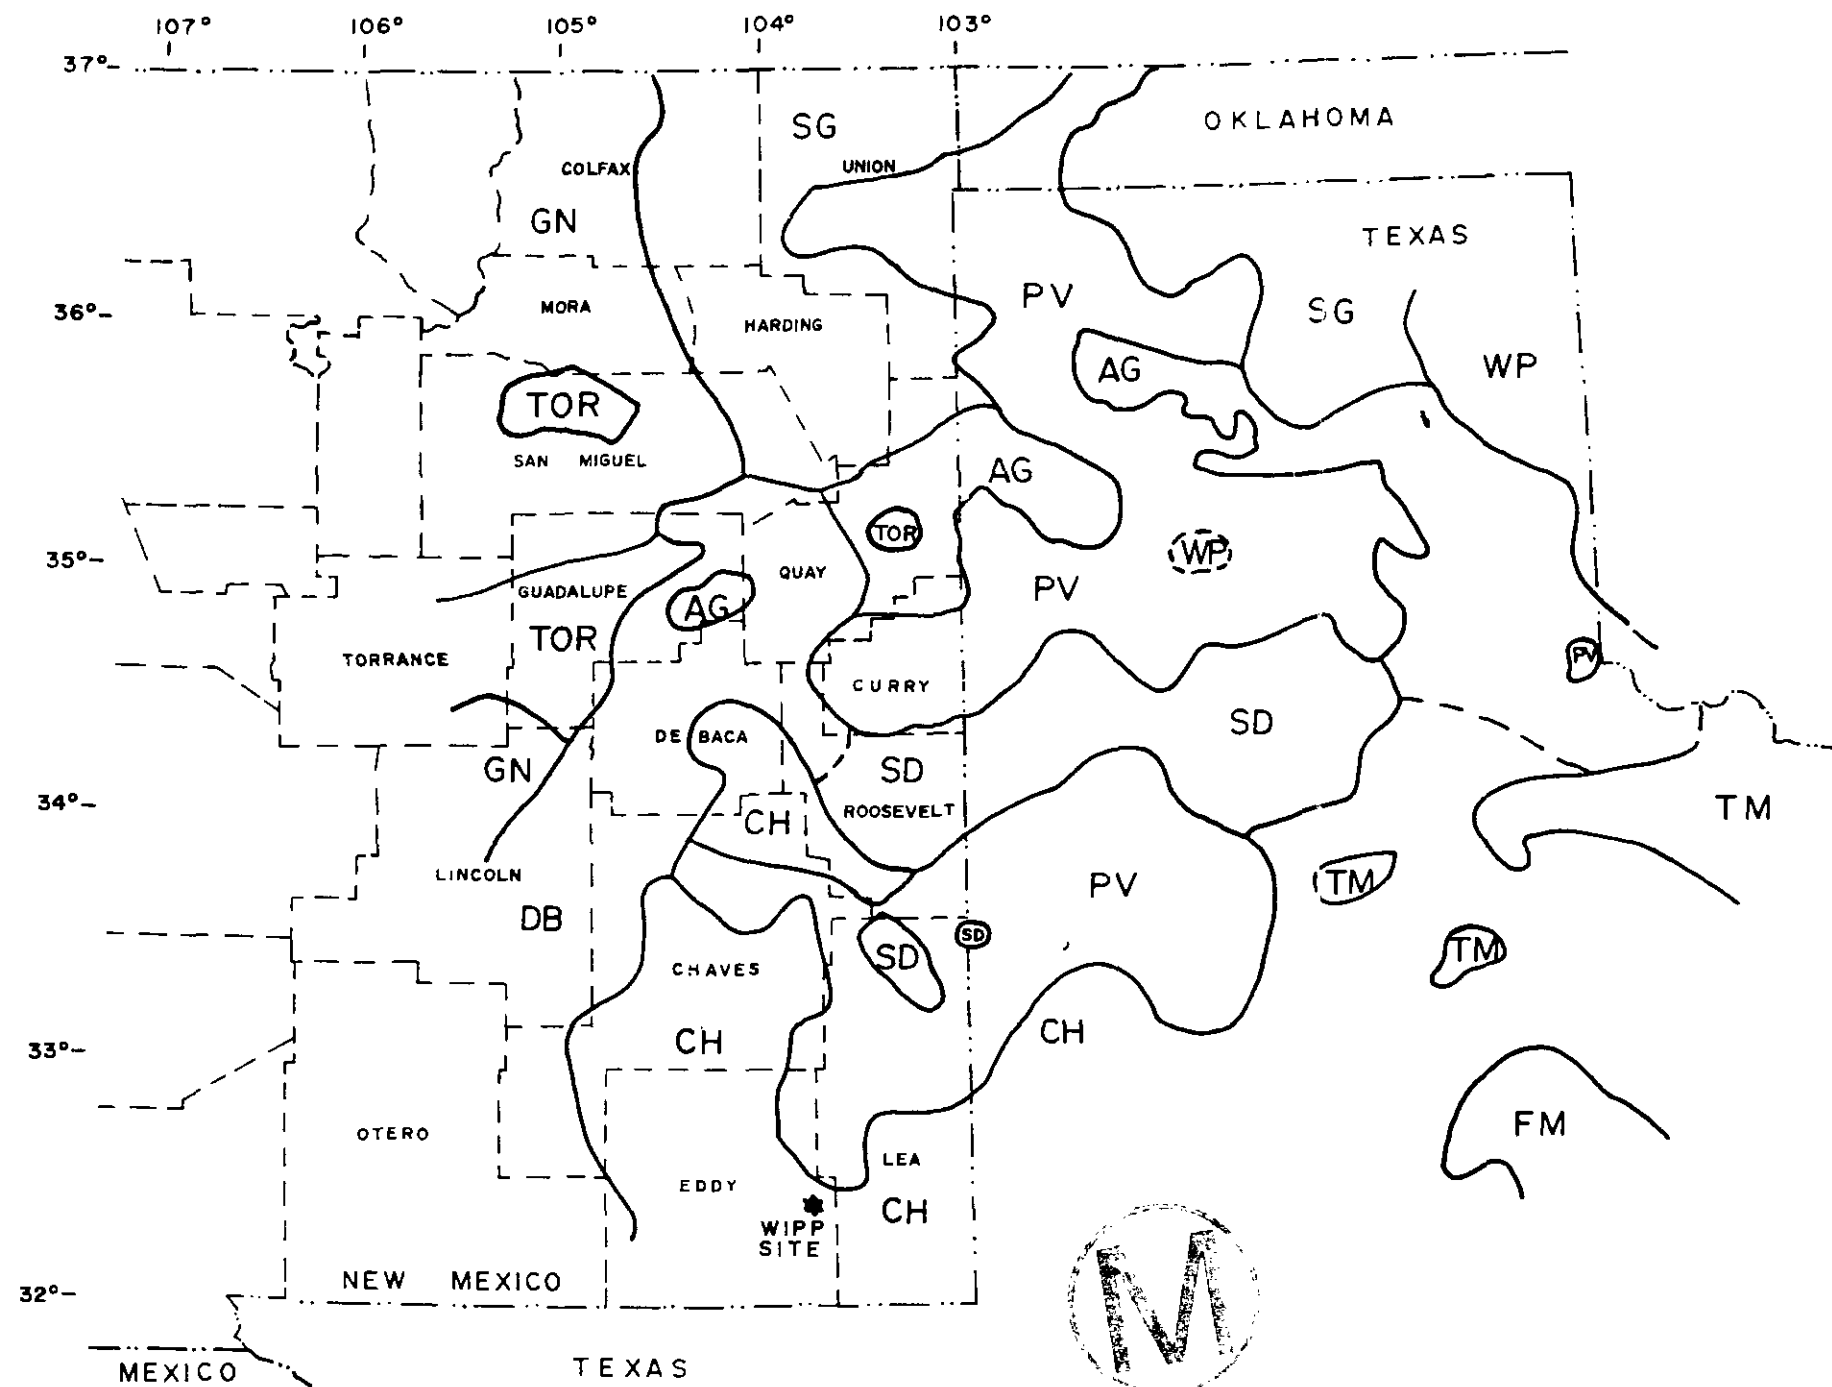 107° 106° 105° 104° 103°
37°
SG
OKLAHOMA
COLFAX
UNION
GN
TEXAS
PV
36°
MORA
HARDING
SG
AG
WP
TOR
SAN MIGUEL
AG
TOR
WP
35°
QUAY
GUADALUPE
AG
PV
TOR
TORRANCE
PV
CURRY
SD
DE BACA
GN
SD
34°
ROOSEVELT
TM
CH
LINCOLN
PV
TM
DB
SD
SD
TM
CHAVES
CH
CH
33°
OTERO
FM
LEA
EDDY
CH
WIPP
SITE
NEW MEXICO
32°
M
MEXICO
TEXAS